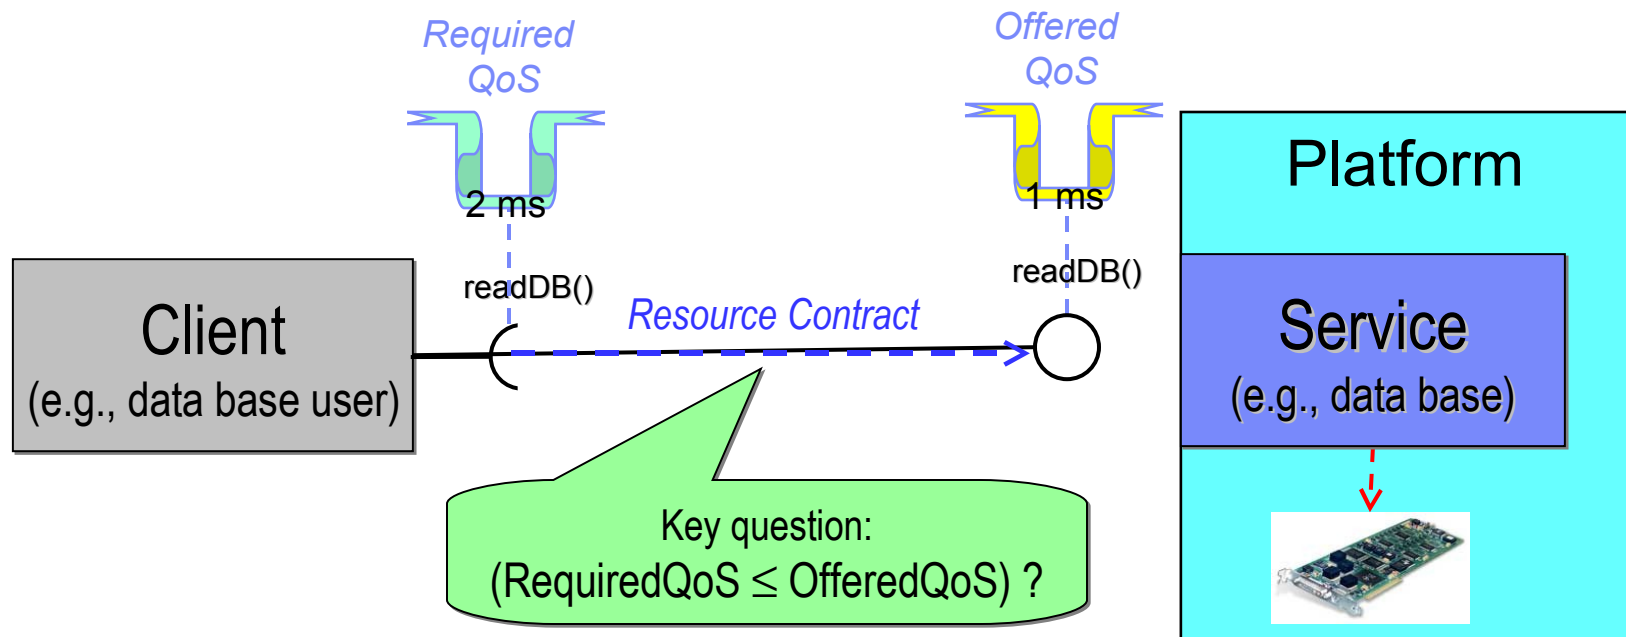 Required
QoS
Offered
QoS
2 ms
1 ms
Platform
readDB()
readDB()
Client
(e.g., data base user)
Resource Contract
Service
(e.g., data base)
Key question:
(RequiredQoS ≤ OfferedQoS) ?